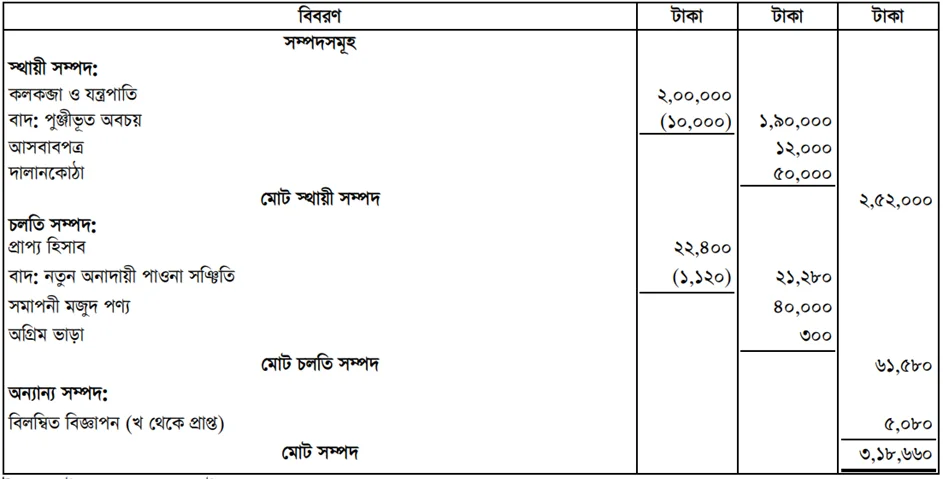 বিবরণ টাকা টাকা টাকা
সম্পদসমূহ
স্থায়ী সম্পদ:
কলকব্জা ও যন্ত্রপাতি ২,০০,০০০
বাদ: পুঞ্জীভূত অবচয় (১০,০০০) ১,৯০,০০০
আসবাবপত্র ১২,০০০
দালানকোঠা ৫০,০০০
মোট স্থায়ী সম্পদ ২,৫২,০০০
চলতি সম্পদ:
প্রাপ্য হিসাব ২২,৪০০
বাদ: নতুন অনাদায়ী পাওনা সঞ্চিতি (১,১২০) ২১,২৮০
সমাপনী মজুদ পণ্য ৪০,০০০
অগ্রিম ভাড়া ৩০০
মোট চলতি সম্পদ ৬১,৫৮০
অন্যান্য সম্পদ:
বিলম্বিত বিজ্ঞাপন (খ থেকে প্রাপ্ত) ৫,০৮০
মোট সম্পদ ৩,১৮,৬৬০